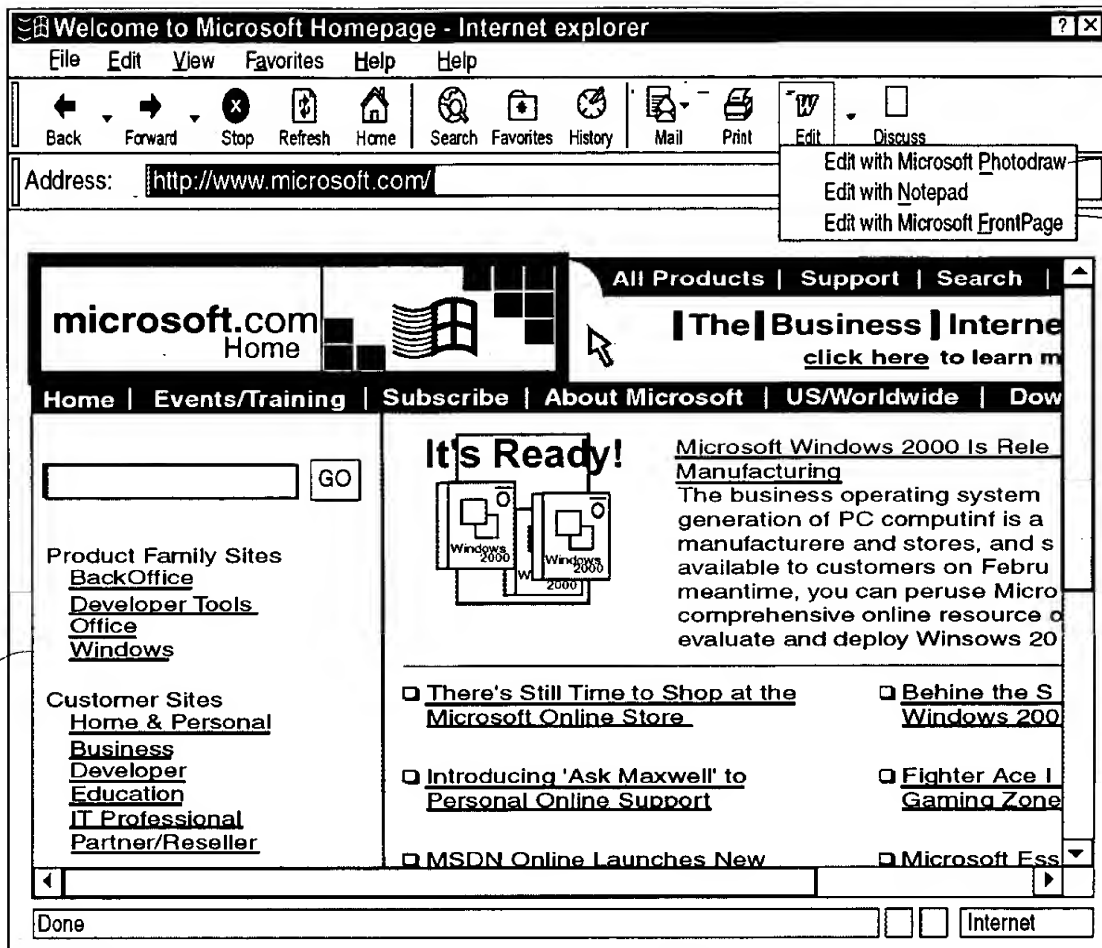 Welcome to Microsoft Homepage - Internet explorer ? X
File Edit View Favorites Help Help
Back Forward Stop Refresh Home Search Favorites History Mail Print Edit Discuss
Edit with Microsoft Photodraw
Address: http://www.microsoft.com/
Edit with Notepad
Edit with Microsoft FrontPage
All Products | Support | Search |
microsoft.com
Home
The Business Interne
click here to learn m
Home | Events/Training | Subscribe | About Microsoft | US/Worldwide | Dow
It's Ready!
Windows
2000
Windows
2000
2000
Microsoft Windows 2000 Is Rele
Manufacturing
The business operating system
generation of PC computinf is a
manufacturere and stores, and s
available to customers on Febru
meantime, you can peruse Micro
comprehensive online resource o
evaluate and deploy Winsows 20
GO
Product Family Sites
BackOffice
Developer Tools
Office
Windows
Customer Sites
Home & Personal
Business
Developer
Education
IT Professional
Partner/Reseller
There's Still Time to Shop at the
Microsoft Online Store
Behine the S
Windows 200
Introducing 'Ask Maxwell' to
Personal Online Support
Fighter Ace I
Gaming Zone
MSDN Online Launches New
Microsoft Ess
Done
Internet